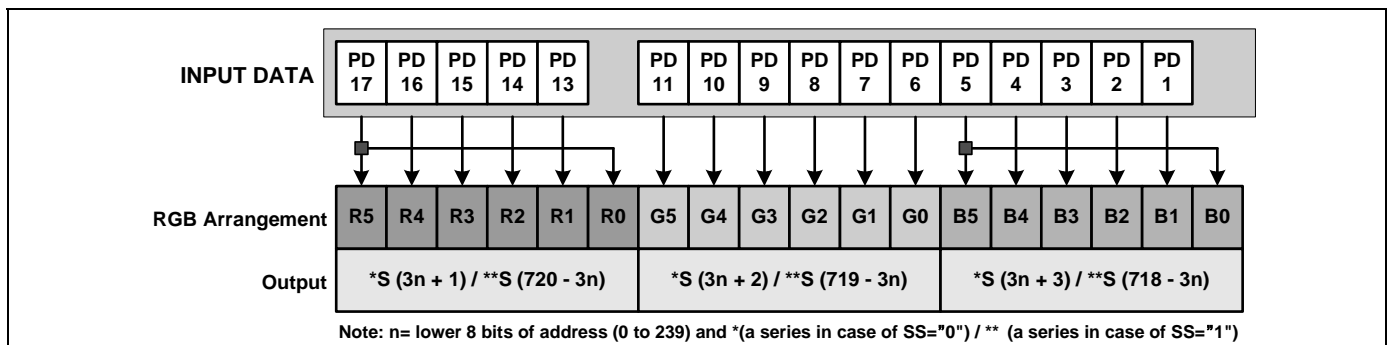 INPUT DATA
PD 17 PD 16 PD 15 PD 14 PD 13 PD 11 PD 10 PD 9 PD 8 PD 7 PD 6 PD 5 PD 4 PD 3 PD 2 PD 1
RGB Arrangement R5 R4 R3 R2 R1 R0 G5 G4 G3 G2 G1 G0 B5 B4 B3 B2 B1 B0
Output *S (3n + 1) / **S (720 - 3n) *S (3n + 2) / **S (719 - 3n) *S (3n + 3) / **S (718 - 3n)
Note: n= lower 8 bits of address (0 to 239) and *(a series in case of SS="0") / ** (a series in case of SS="1")